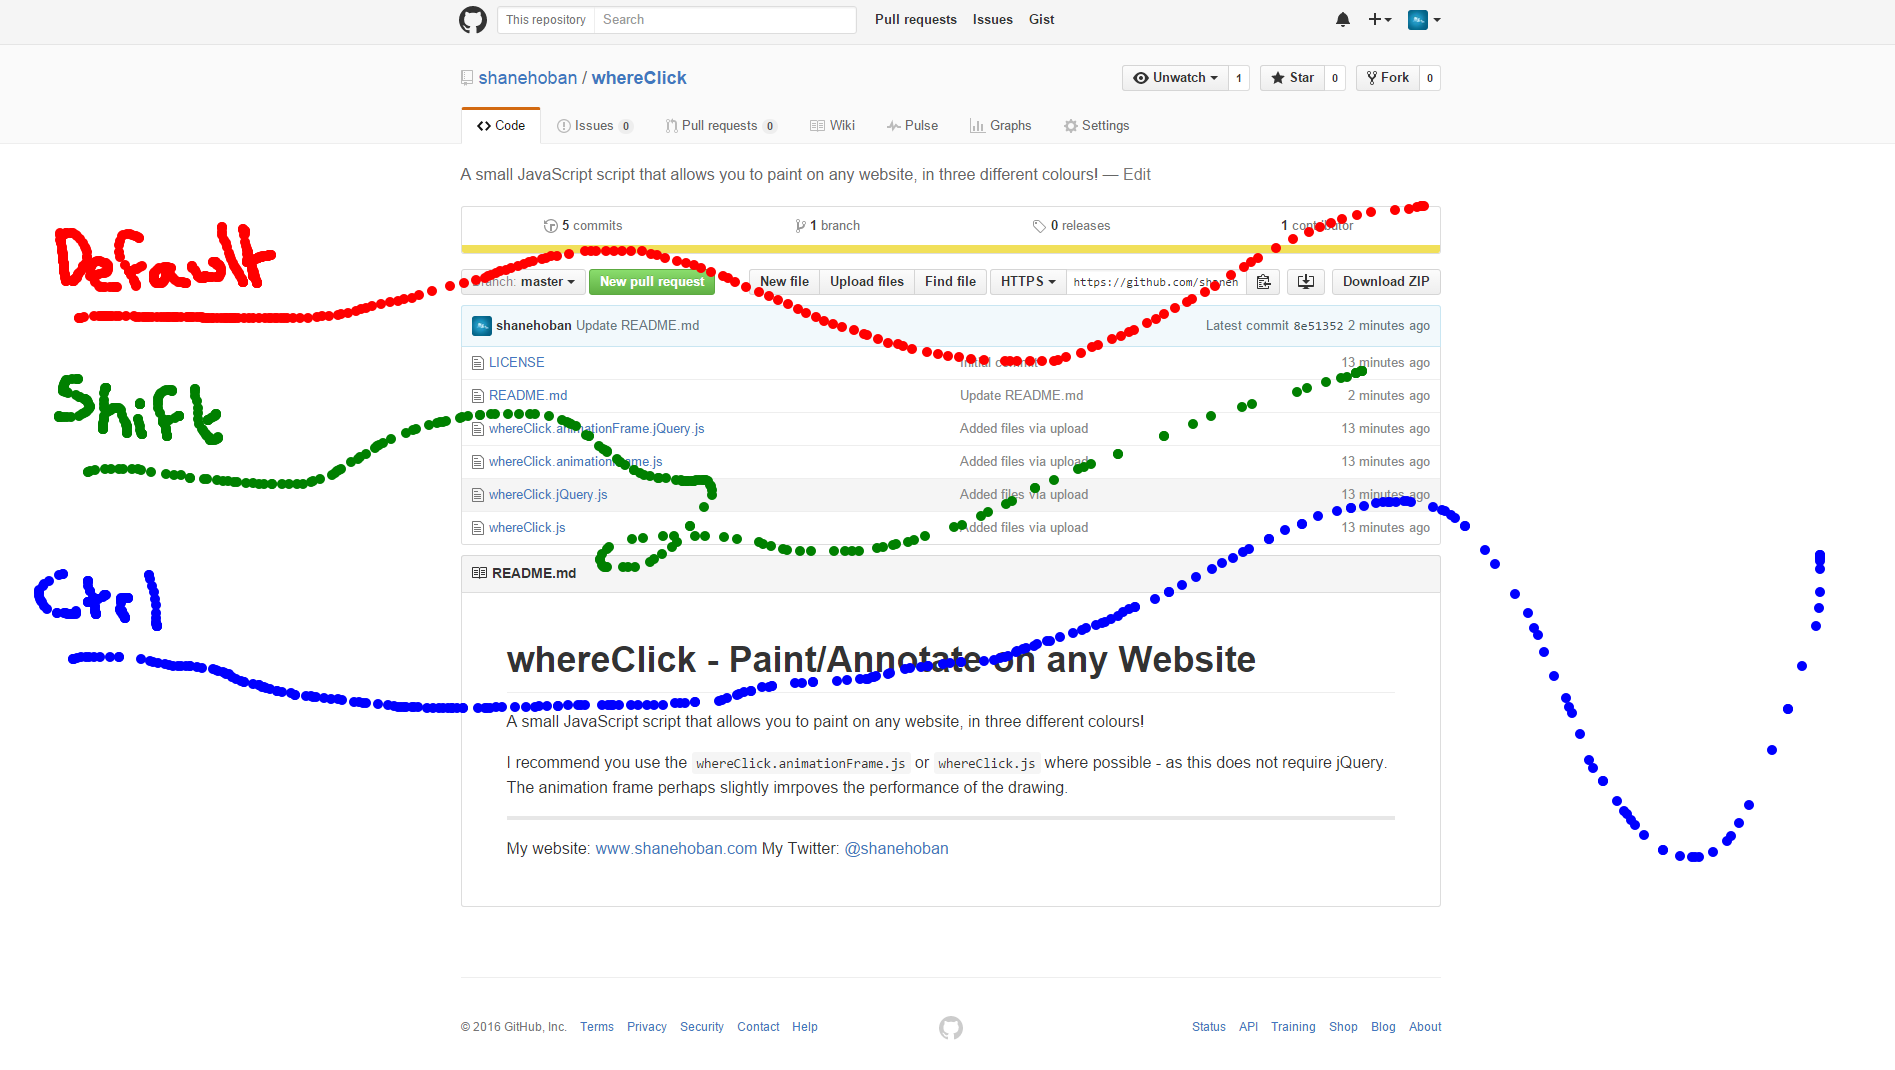 This repository Search Pull requests Issues Gist
shanehoban / whereClick Unwatch 1 Star 0 Fork 0
Code Issues 0 Pull requests 0 Wiki Pulse Graphs Settings
A small JavaScript script that allows you to paint on any website, in three different colours! — Edit
5 commits 1 branch 0 releases 1 contributor
Default
Branch: master New pull request New file Upload files Find file HTTPS https://github.com/shaneh Download ZIP
shanehoban Update README.md Latest commit 8e51352 2 minutes ago
LICENSE Initial commit 13 minutes ago
README.md Update README.md 2 minutes ago
Shift
whereClick.animationFrame.jQuery.js Added files via upload 13 minutes ago
whereClick.animationFrame.js Added files via upload 13 minutes ago
whereClick.jQuery.js Added files via upload 13 minutes ago
whereClick.js Added files via upload 13 minutes ago
README.md
Ctrl
whereClick - Paint/Annotate on any Website
A small JavaScript script that allows you to paint on any website, in three different colours!
I recommend you use the whereClick.animationFrame.js or whereClick.js where possible - as this does not require jQuery.
The animation frame perhaps slightly imrpoves the performance of the drawing.
My website: www.shanehoban.com My Twitter: @shanehoban
© 2016 GitHub, Inc. Terms Privacy Security Contact Help Status API Training Shop Blog About